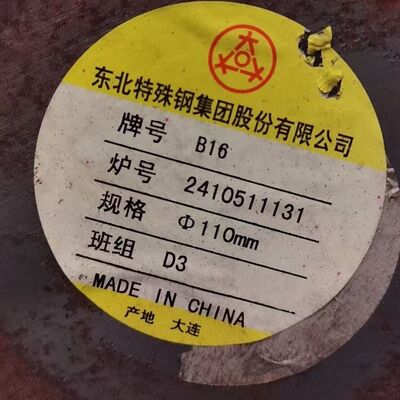 东北特殊钢集团股份有限公司
牌号 B16
炉号 2410511131
规格 Φ110mm
班组 D3
MADE IN CHINA
产地 大连